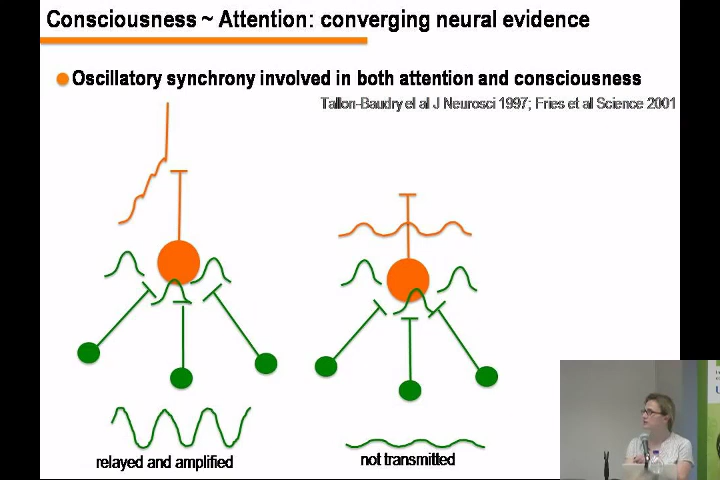 Consciousness ~ Attention: converging neural evidence
Oscillatory synchrony involved in both attention and consciousness
Tallon-Baudry el al J Neurosci 1997; Fries et al Science 2001
relayed and amplified
not transmitted